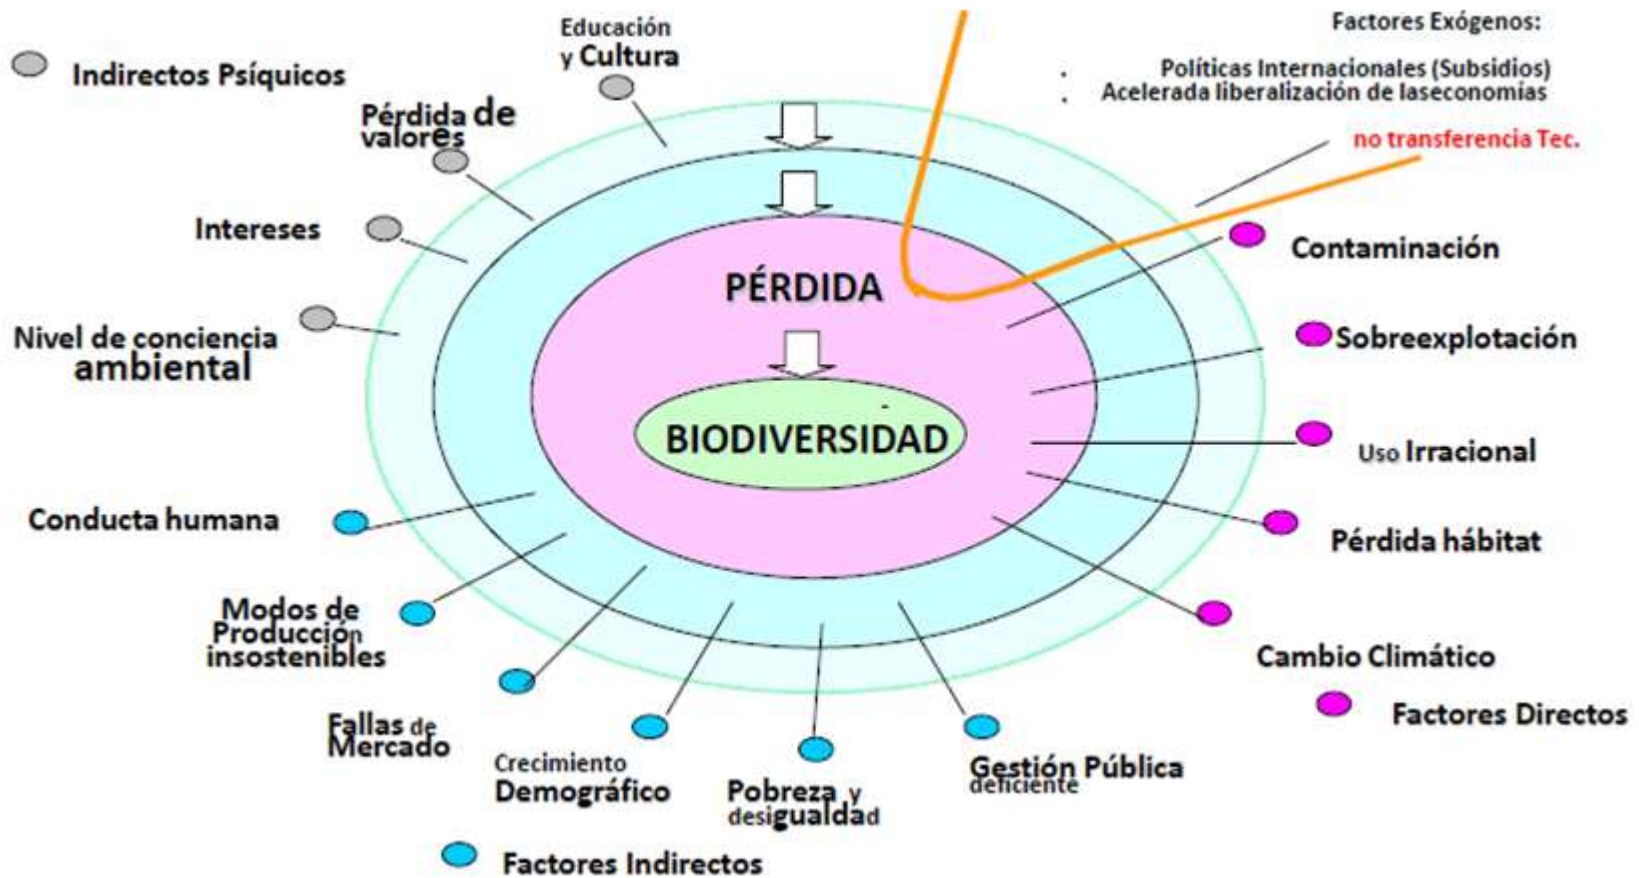 Indirectos Psíquicos
Educación
y Cultura
Pérdida de
valores
Intereses
Nivel de conciencia
ambiental
Factores Exógenos:
. Políticas Internacionales (Subsidios)
. Acelerada liberalización de laseconomías
no transferencia Tec.
Contaminación
Sobreexplotación
Uso Irracional
Pérdida hábitat
Cambio Climático
Factores Directos
PÉRDIDA
BIODIVERSIDAD
Conducta humana
Modos de
Producción
insostenibles
Fallas de
Mercado
Crecimiento
Demográfico
Pobreza y
desigualdad
Gestión Pública
deficiente
Factores Indirectos